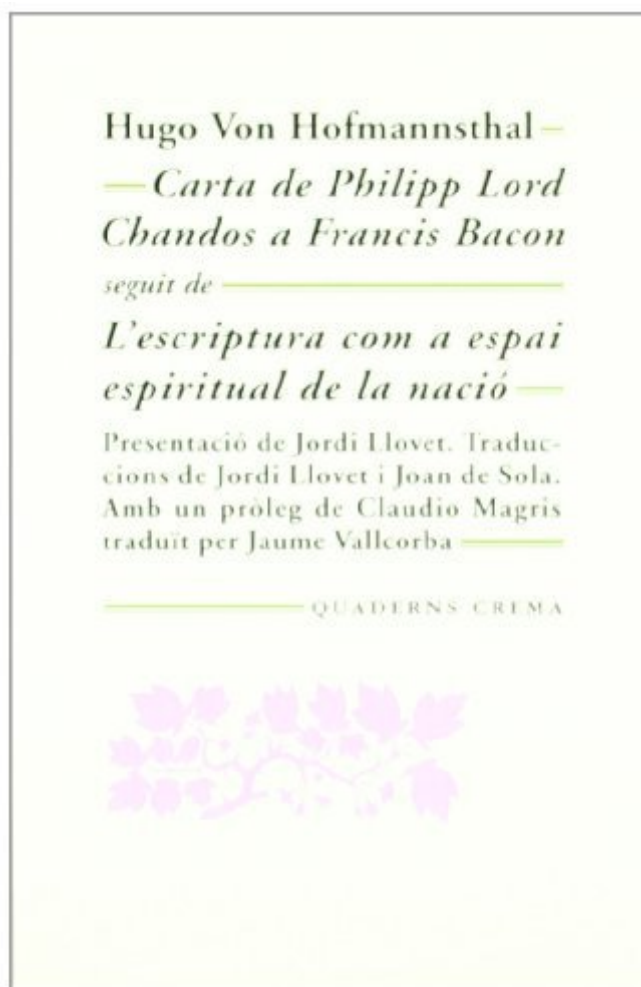 Hugo Von Hofmannsthal
Carta de Philipp Lord
Chandos a Francis Bacon
seguit de
L'escriptura com a espai
espiritual de la nació
Presentació de Jordi Llovet. Traduc-
cions de Jordi Llovet i Joan de Sola.
Amb un pròleg de Claudio Magris
traduït per Jaume Vallcorba
QUADERNS CREMA